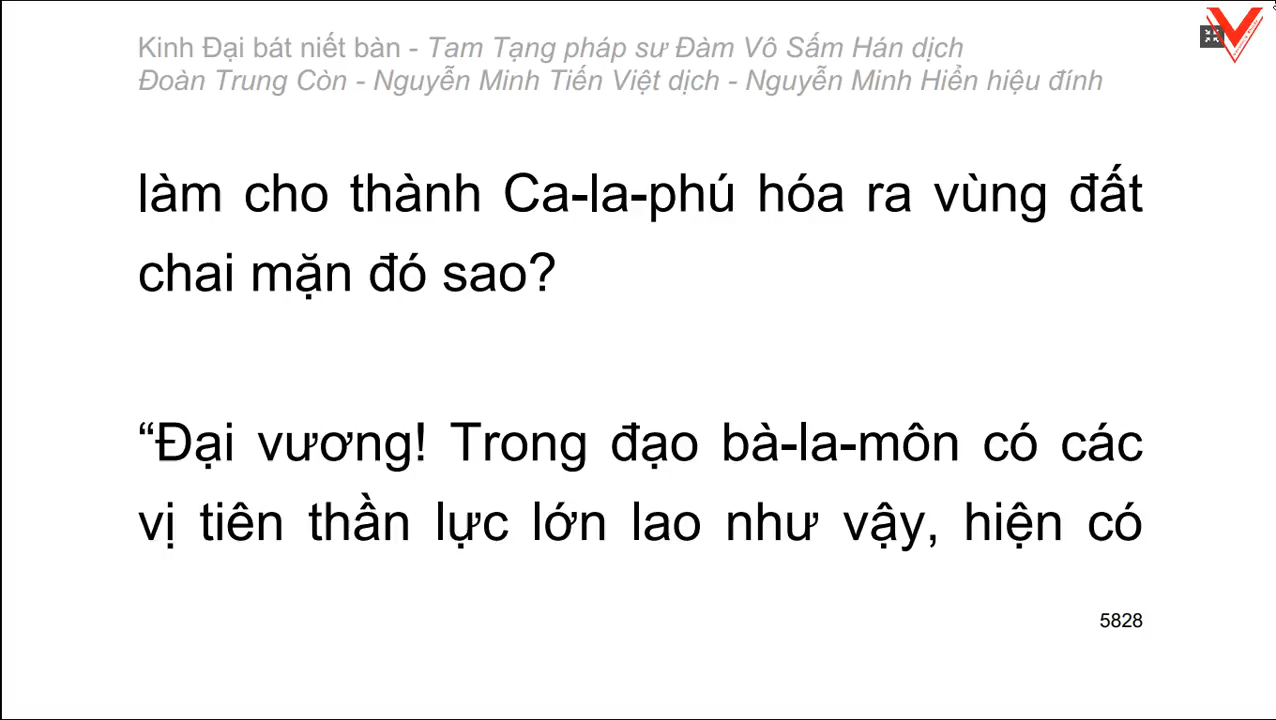 Kinh Đại bát niết bàn - Tam Tạng pháp sư Đàm Vô Sấm Hán dịch
Đoàn Trung Còn - Nguyễn Minh Tiến Việt dịch - Nguyễn Minh Hiển hiệu đính
làm cho thành Ca-la-phú hóa ra vùng đất
chai mặn đó sao?
“Đại vương! Trong đạo bà-la-môn có các
vị tiên thần lực lớn lao như vậy, hiện có
5828